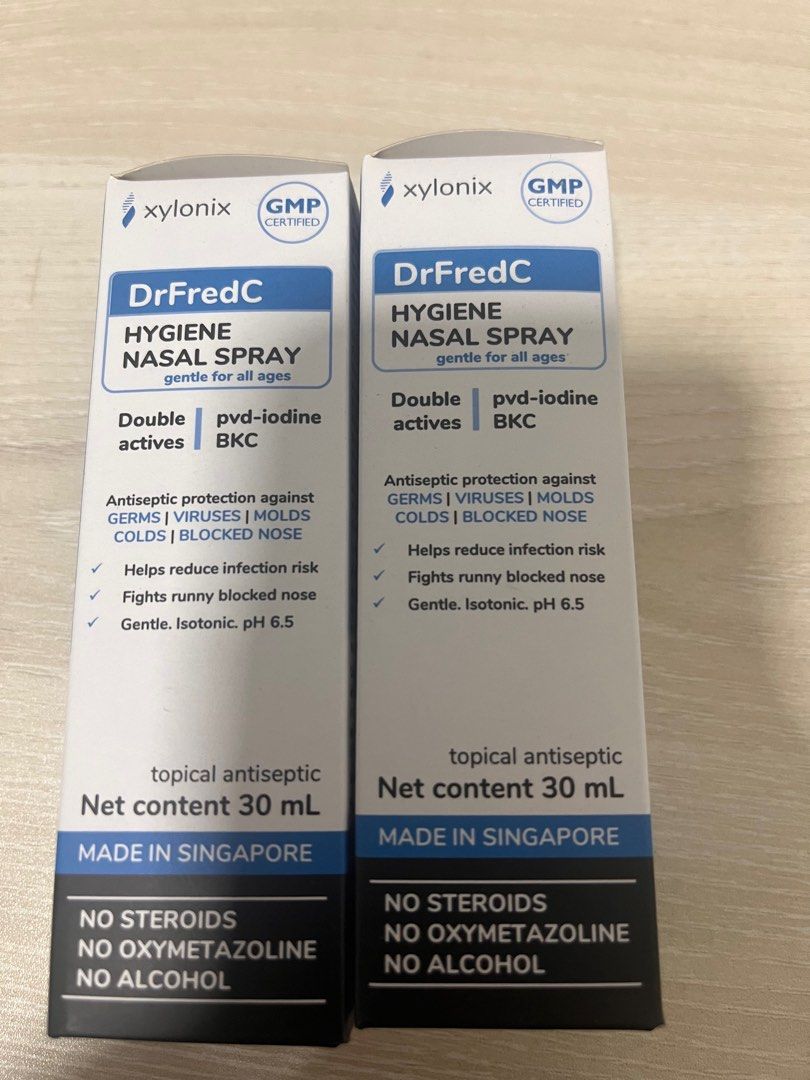 xylonix
GMP
CERTIFIED
DrFredC
HYGIENE
NASAL SPRAY
gentle for all ages
Double
actives
pvd-iodine
BKC
Antiseptic protection against
GERMS | VIRUSES | MOLDS
COLDS | BLOCKED NOSE
✓ Helps reduce infection risk
✓ Fights runny blocked nose
✓ Gentle. Isotonic. pH 6.5
topical antiseptic
Net content 30 mL
MADE IN SINGAPORE
NO STEROIDS
NO OXYMETAZOLINE
NO ALCOHOL
xylonix
GMP
CERTIFIED
DrFredC
HYGIENE
NASAL SPRAY
gentle for all ages
Double
actives
pvd-iodine
BKC
Antiseptic protection against
GERMS | VIRUSES | MOLDS
COLDS | BLOCKED NOSE
✓ Helps reduce infection risk
✓ Fights runny blocked nose
✓ Gentle. Isotonic. pH 6.5
topical antiseptic
Net content 30 mL
MADE IN SINGAPORE
NO STEROIDS
NO OXYMETAZOLINE
NO ALCOHOL